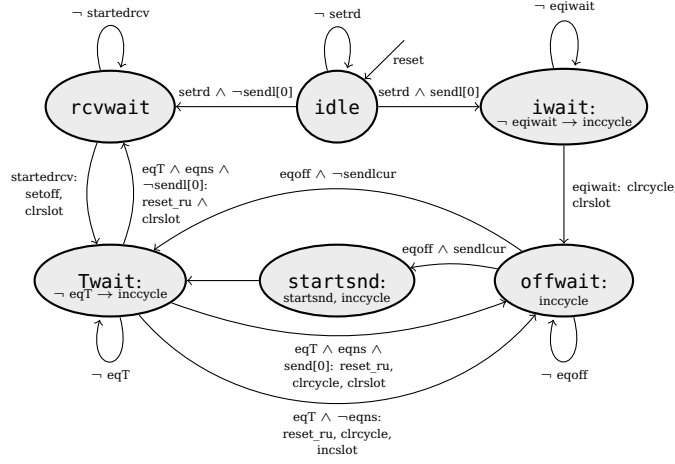 ¬ startedrcv
¬ setrd
¬ eqiwait
reset
rcvwait
setrd ∧ ¬sendl[0]
idle
setrd ∧ sendl[0]
iwait:
¬ eqiwait → inccycle
startedrcv:
setoff,
clrslot
eqT ∧ eqns ∧
¬sendl[0]:
reset_ru ∧
clrslot
eqoff ∧ ¬sendlcur
eqiwait: clrcycle,
clrslot
eqoff ∧ sendlcur
Twait:
¬ eqT → inccycle
startsnd:
startsnd, inccycle
offwait:
inccycle
¬ eqT
eqT ∧ eqns ∧
send[0]: reset_ru,
clrcycle, clrslot
¬ eqoff
eqT ∧ ¬eqns:
reset_ru, clrcycle,
incslot